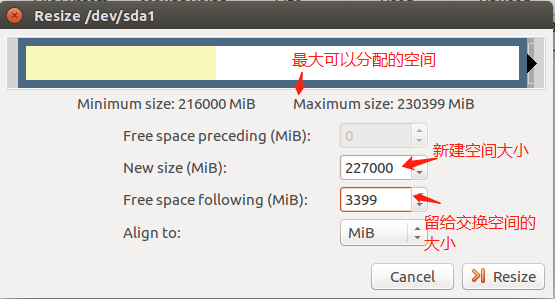 Resize /dev/sda1
最大可以分配的空间
Minimum size: 216000 MiB Maximum size: 230399 MiB
Free space preceding (MiB): 0
新建空间大小
New size (MiB): 227000
Free space following (MiB): 3399
留给交换空间的
大小
Align to: MiB
Cancel Resize